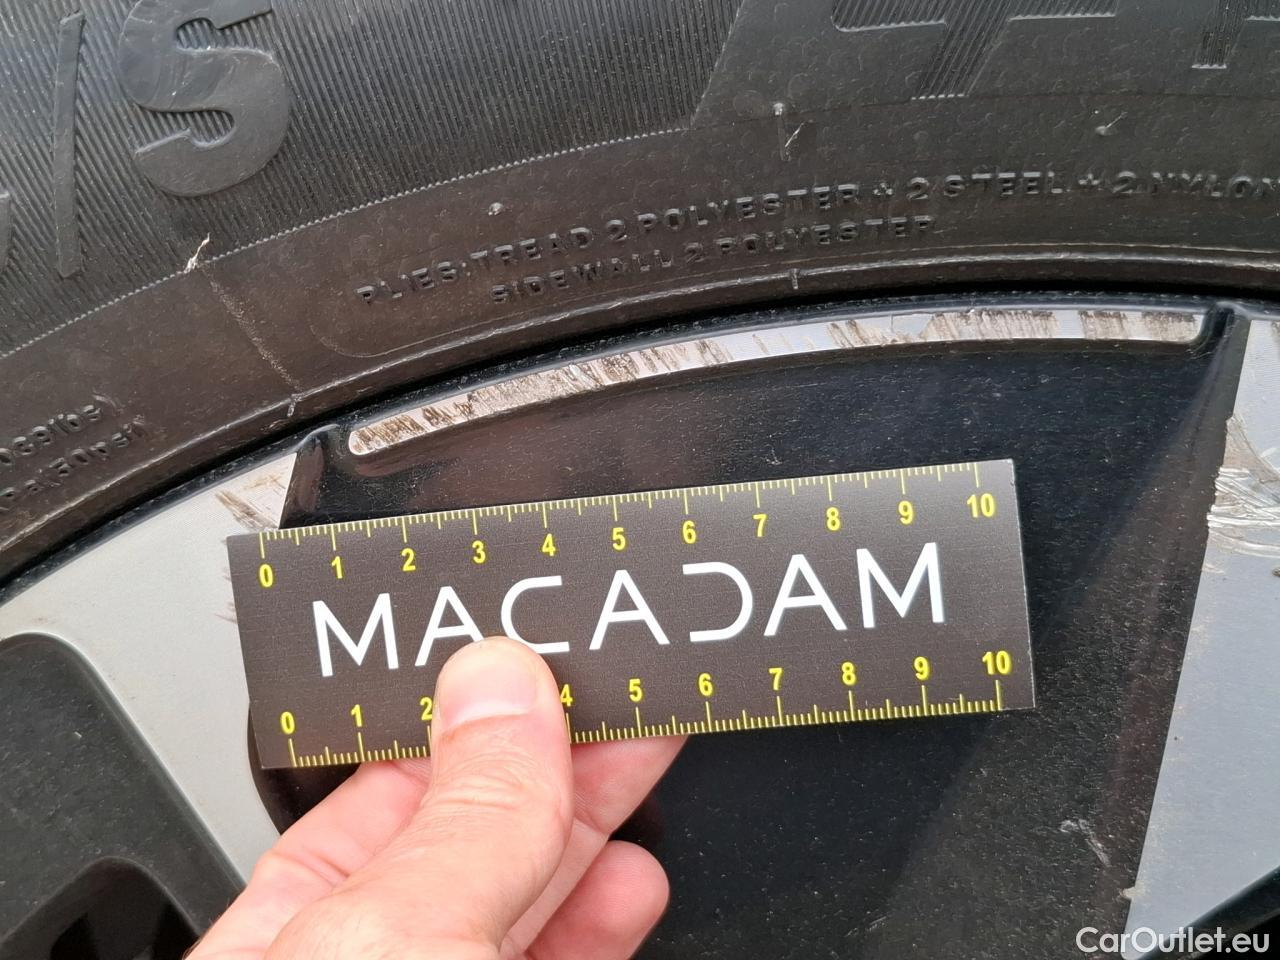 /S
PLIES:TREAD 2 POLYESTER + 2 STEEL + 2 NYLON
SIDEWALL 2 POLYESTER
0 1 2 3 4 5 6 7 8 9 10
MACADAM
0 1 2 4 5 6 7 8 9 10
CarOutlet.eu